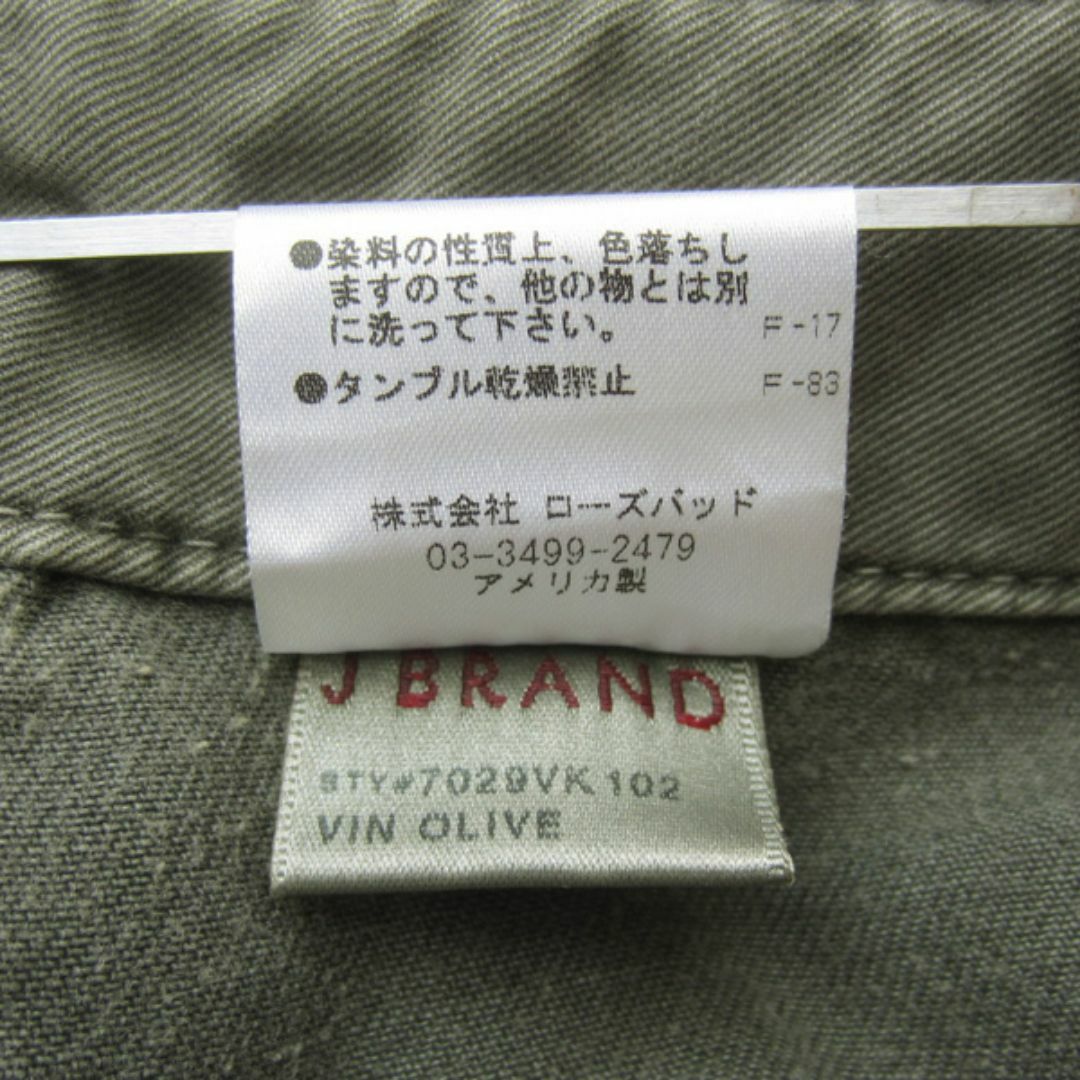 ●染料の性質上、色落ちし
ますので、他の物とは別
に洗って下さい。 F-17
●タンブル乾燥禁止 F-83
株式会社 ローズバッド
03-3499-2479
アメリカ製
J BRAND
STY#7029VK102
VIN OLIVE